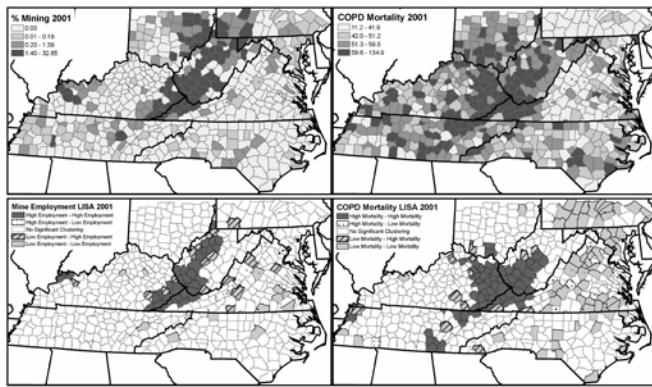 % Mining 2001
0.00
0.01 - 0.19
0.20 - 1.39
1.40 - 32.65
COPD Mortality 2001
11.2 - 41.9
42.0 - 51.2
51.3 - 59.5
59.6 - 134.9
Mine Employment LISA 2001
High Employment - High Employment
High Employment - Low Employment
No Significant Clustering
Low Employment - High Employment
Low Employment - Low Employment
COPD Mortality LISA 2001
High Mortality - High Mortality
High Mortality - Low Mortality
No Significant Clustering
Low Mortality - High Mortality
Low Mortality - Low Mortality